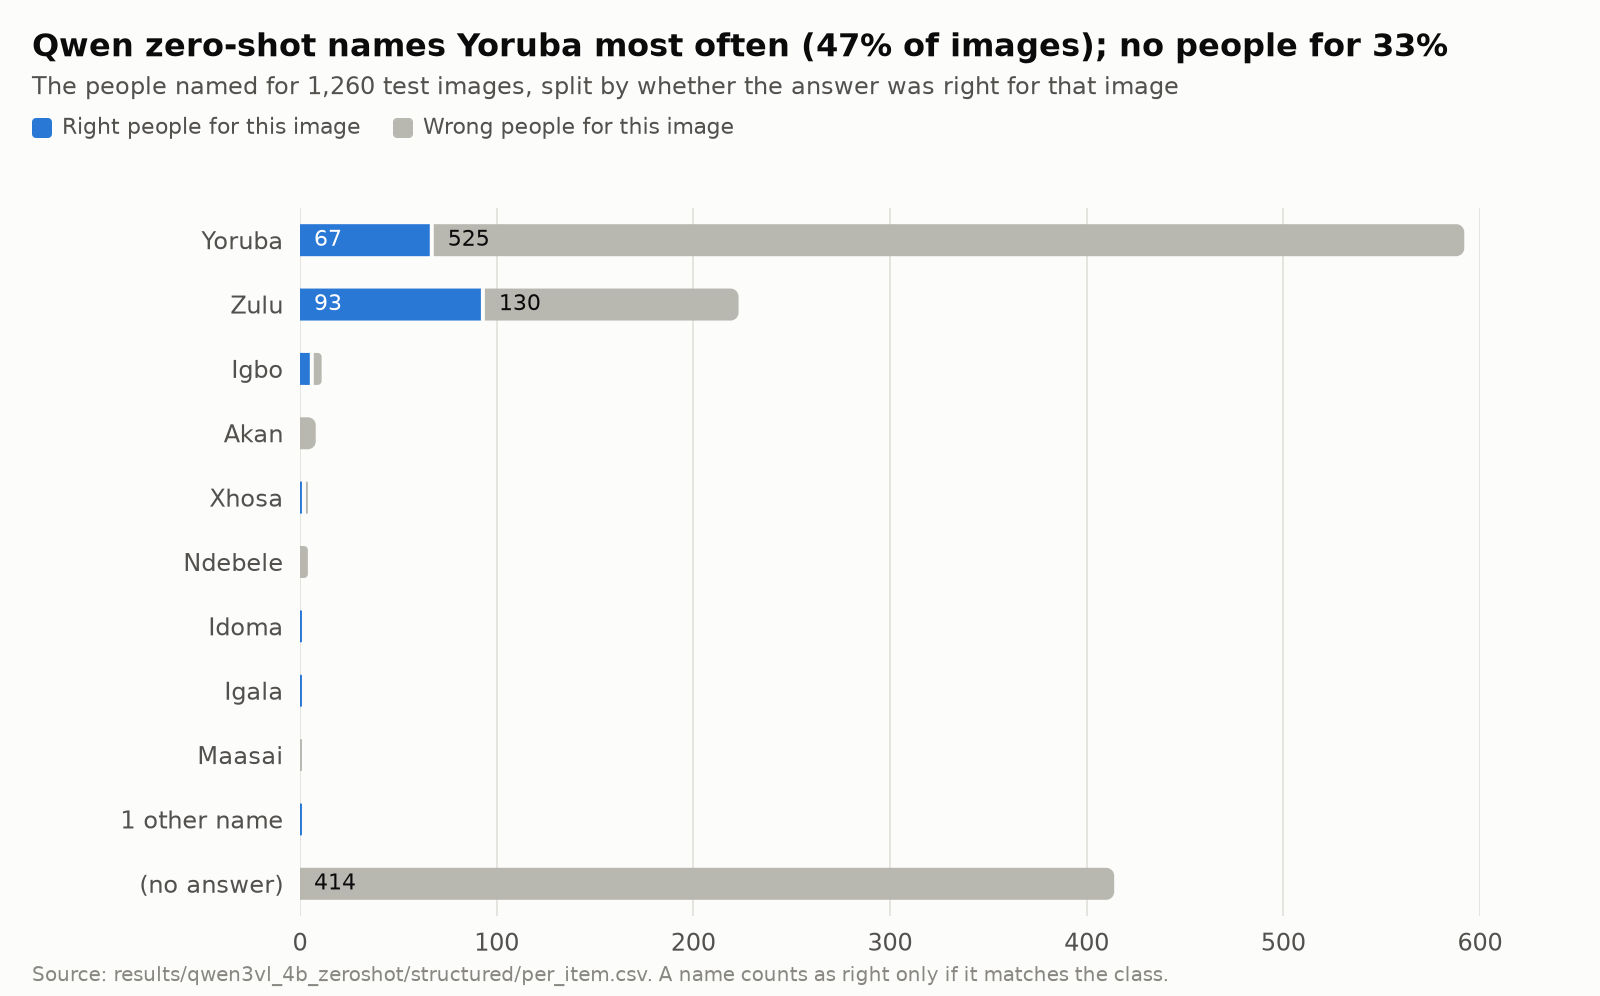 Qwen zero-shot names Yoruba most often (47% of images); no people for 33%
The people named for 1,260 test images, split by whether the answer was right for that image
Right people for this image Wrong people for this image
Yoruba 67 525
Zulu 93 130
Igbo
Akan
Xhosa
Ndebele
Idoma
Igala
Maasai
1 other name
(no answer) 414
0 100 200 300 400 500 600
Source: results/qwen3vl_4b_zeroshot/structured/per_item.csv. A name counts as right only if it matches the class.